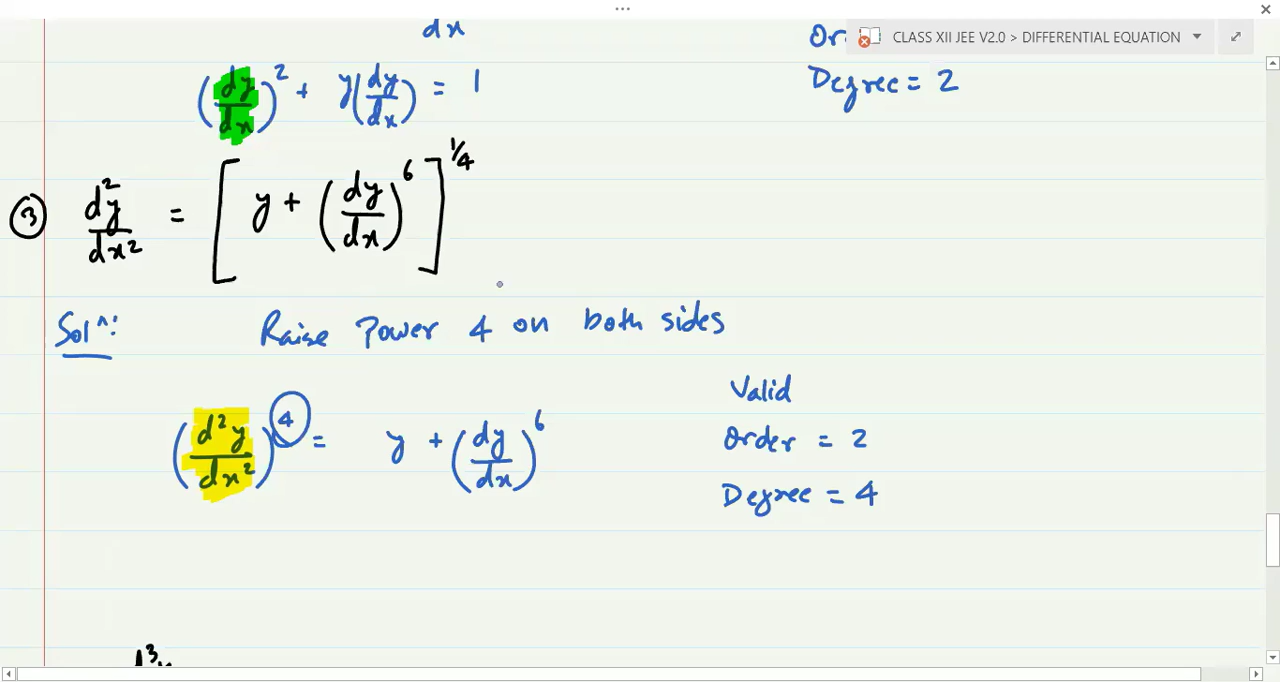 ...
dx
Or
CLASS XII JEE V2.0 > DIFFERENTIAL EQUATION
(dy/dx)² + y(dy/dx) = 1
Degree = 2
③ d²y/dx² = [y + (dy/dx)⁶]^1/4
Solⁿ: Raise Power 4 on both sides
(d²y/dx²)⁴ = y + (dy/dx)⁶
Valid
Order = 2
Degree = 4